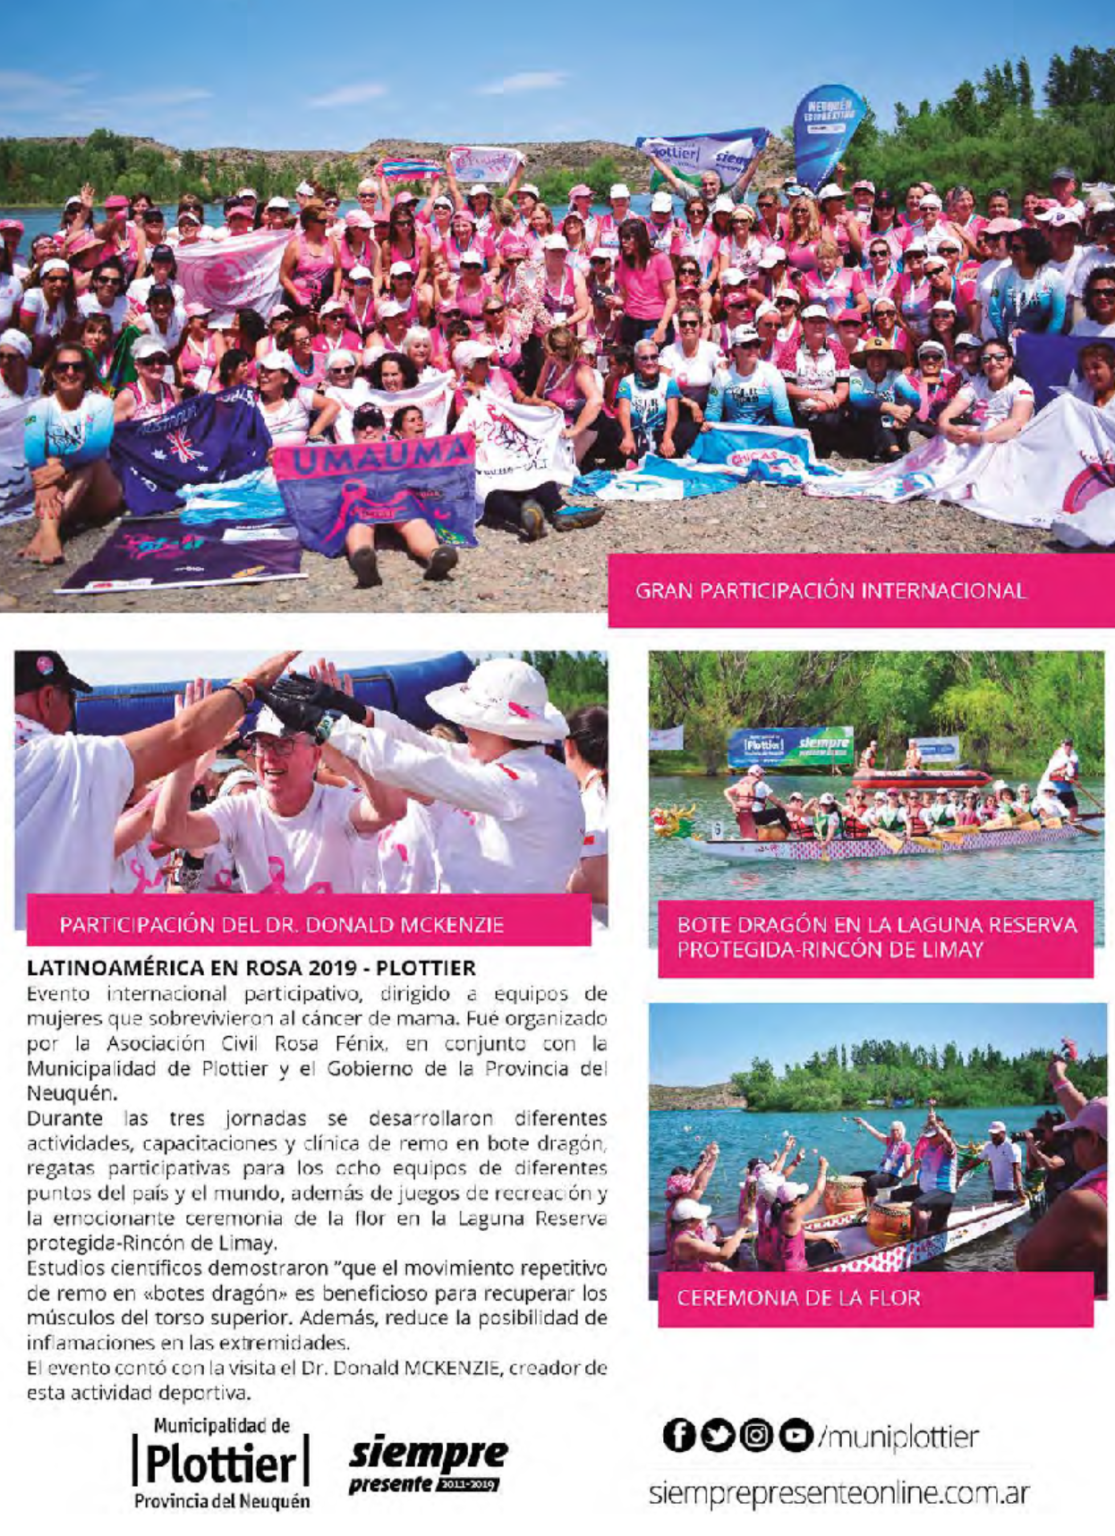 NEUQUÉN
Plottier
siem
AUSTRALIA
UMAUMA
CHICAS
GRAN PARTICIPACIÓN INTERNACIONAL
|Plottier|
siempre
PARTICIPACIÓN DEL DR. DONALD MCKENZIE
BOTE DRAGÓN EN LA LAGUNA RESERVA
PROTEGIDA-RINCÓN DE LIMAY
LATINOAMÉRICA EN ROSA 2019 - PLOTTIER
Evento internacional participativo, dirigido a equipos de
mujeres que sobrevivieron al cáncer de mama. Fué organizado
por la Asociación Civil Rosa Fénix, en conjunto con la
Municipalidad de Plottier y el Gobierno de la Provincia del
Neuquén.
Durante las tres jornadas se desarrollaron diferentes
actividades, capacitaciones y clínica de remo en bote dragón,
regatas participativas para los ocho equipos de diferentes
puntos del país y el mundo, además de juegos de recreación y
la emocionante ceremonia de la flor en la Laguna Reserva
protegida-Rincón de Limay.
Estudios científicos demostraron "que el movimiento repetitivo
de remo en «botes dragón» es beneficioso para recuperar los
músculos del torso superior. Además, reduce la posibilidad de
inflamaciones en las extremidades.
El evento contó con la visita el Dr. Donald MCKENZIE, creador de
esta actividad deportiva.
CEREMONIA DE LA FLOR
Municipalidad de
|Plottier|
Provincia del Neuquén
siempre
presente 2011-2019
/muniplottier
siemprepresenteonline.com.ar